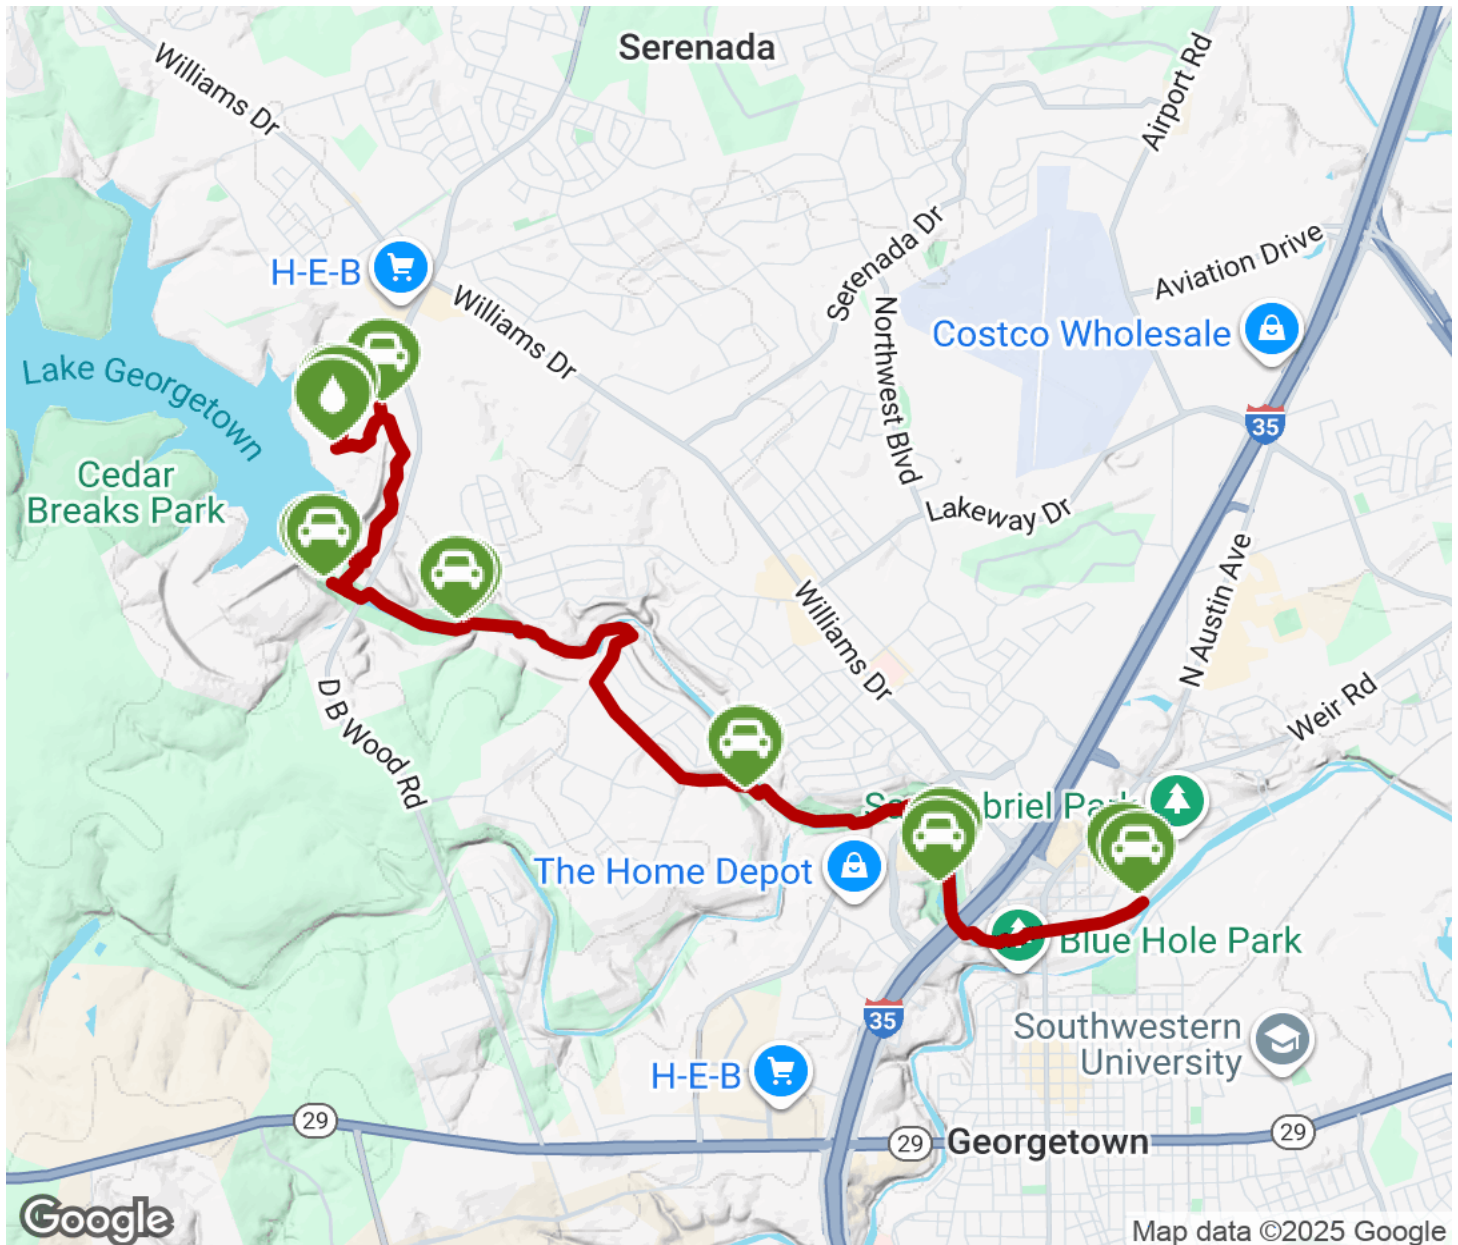 Serenada
Williams Dr
Airport Rd
H-E-B
Williams Dr
Serenada Dr
Aviation Drive
Northwest Blvd
Costco Wholesale
Lake Georgetown
35
Cedar
Breaks Park
Lakeway Dr
N Austin Ave
Williams Dr
Weir Rd
D B Wood Rd
The Home Depot
Blue Hole Park
35
Southwestern
University
H-E-B
29
29
Georgetown
29
Google
Map data ©2025 Google